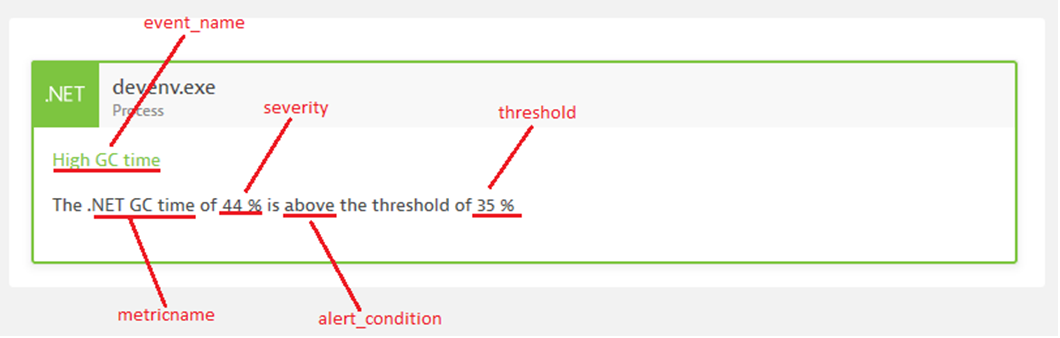 event_name
.NET
devenv.exe
Process
severity
threshold
High GC time
The .NET GC time of 44 % is above the threshold of 35 %
metricname
alert_condition